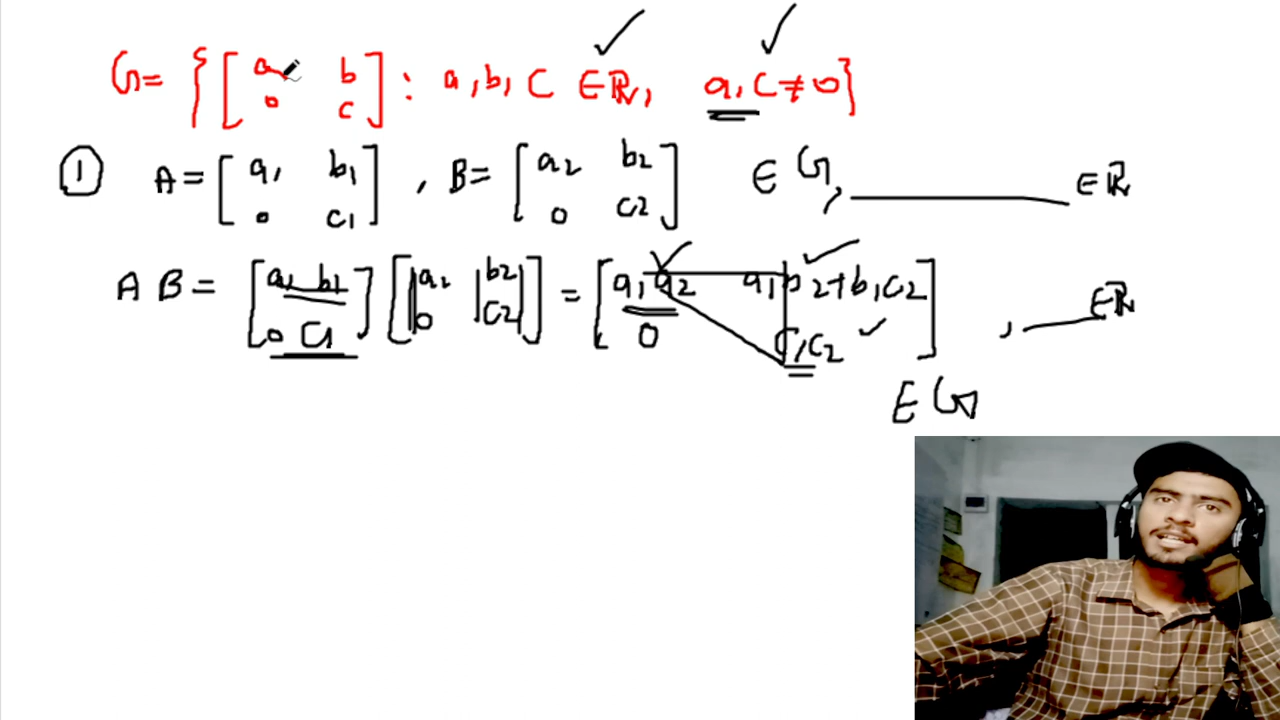 G = { [ a b ] : a, b, c ∈ ℝ, a, c ≠ 0 }
[ 0 c ]
① A = [ a₁ b₁ ] , B = [ a₂ b₂ ] ∈ G, ∈ ℝ
[ 0 c₁ ] [ 0 c₂ ]
A B = [ a₁ b₁ ] [ a₂ b₂ ] = [ a₁a₂ a₁b₂+b₁c₂ ] , ∈ ℝ
[ 0 c₁ ] [ 0 c₂ ] [ 0 c₁c₂ ]
∈ G